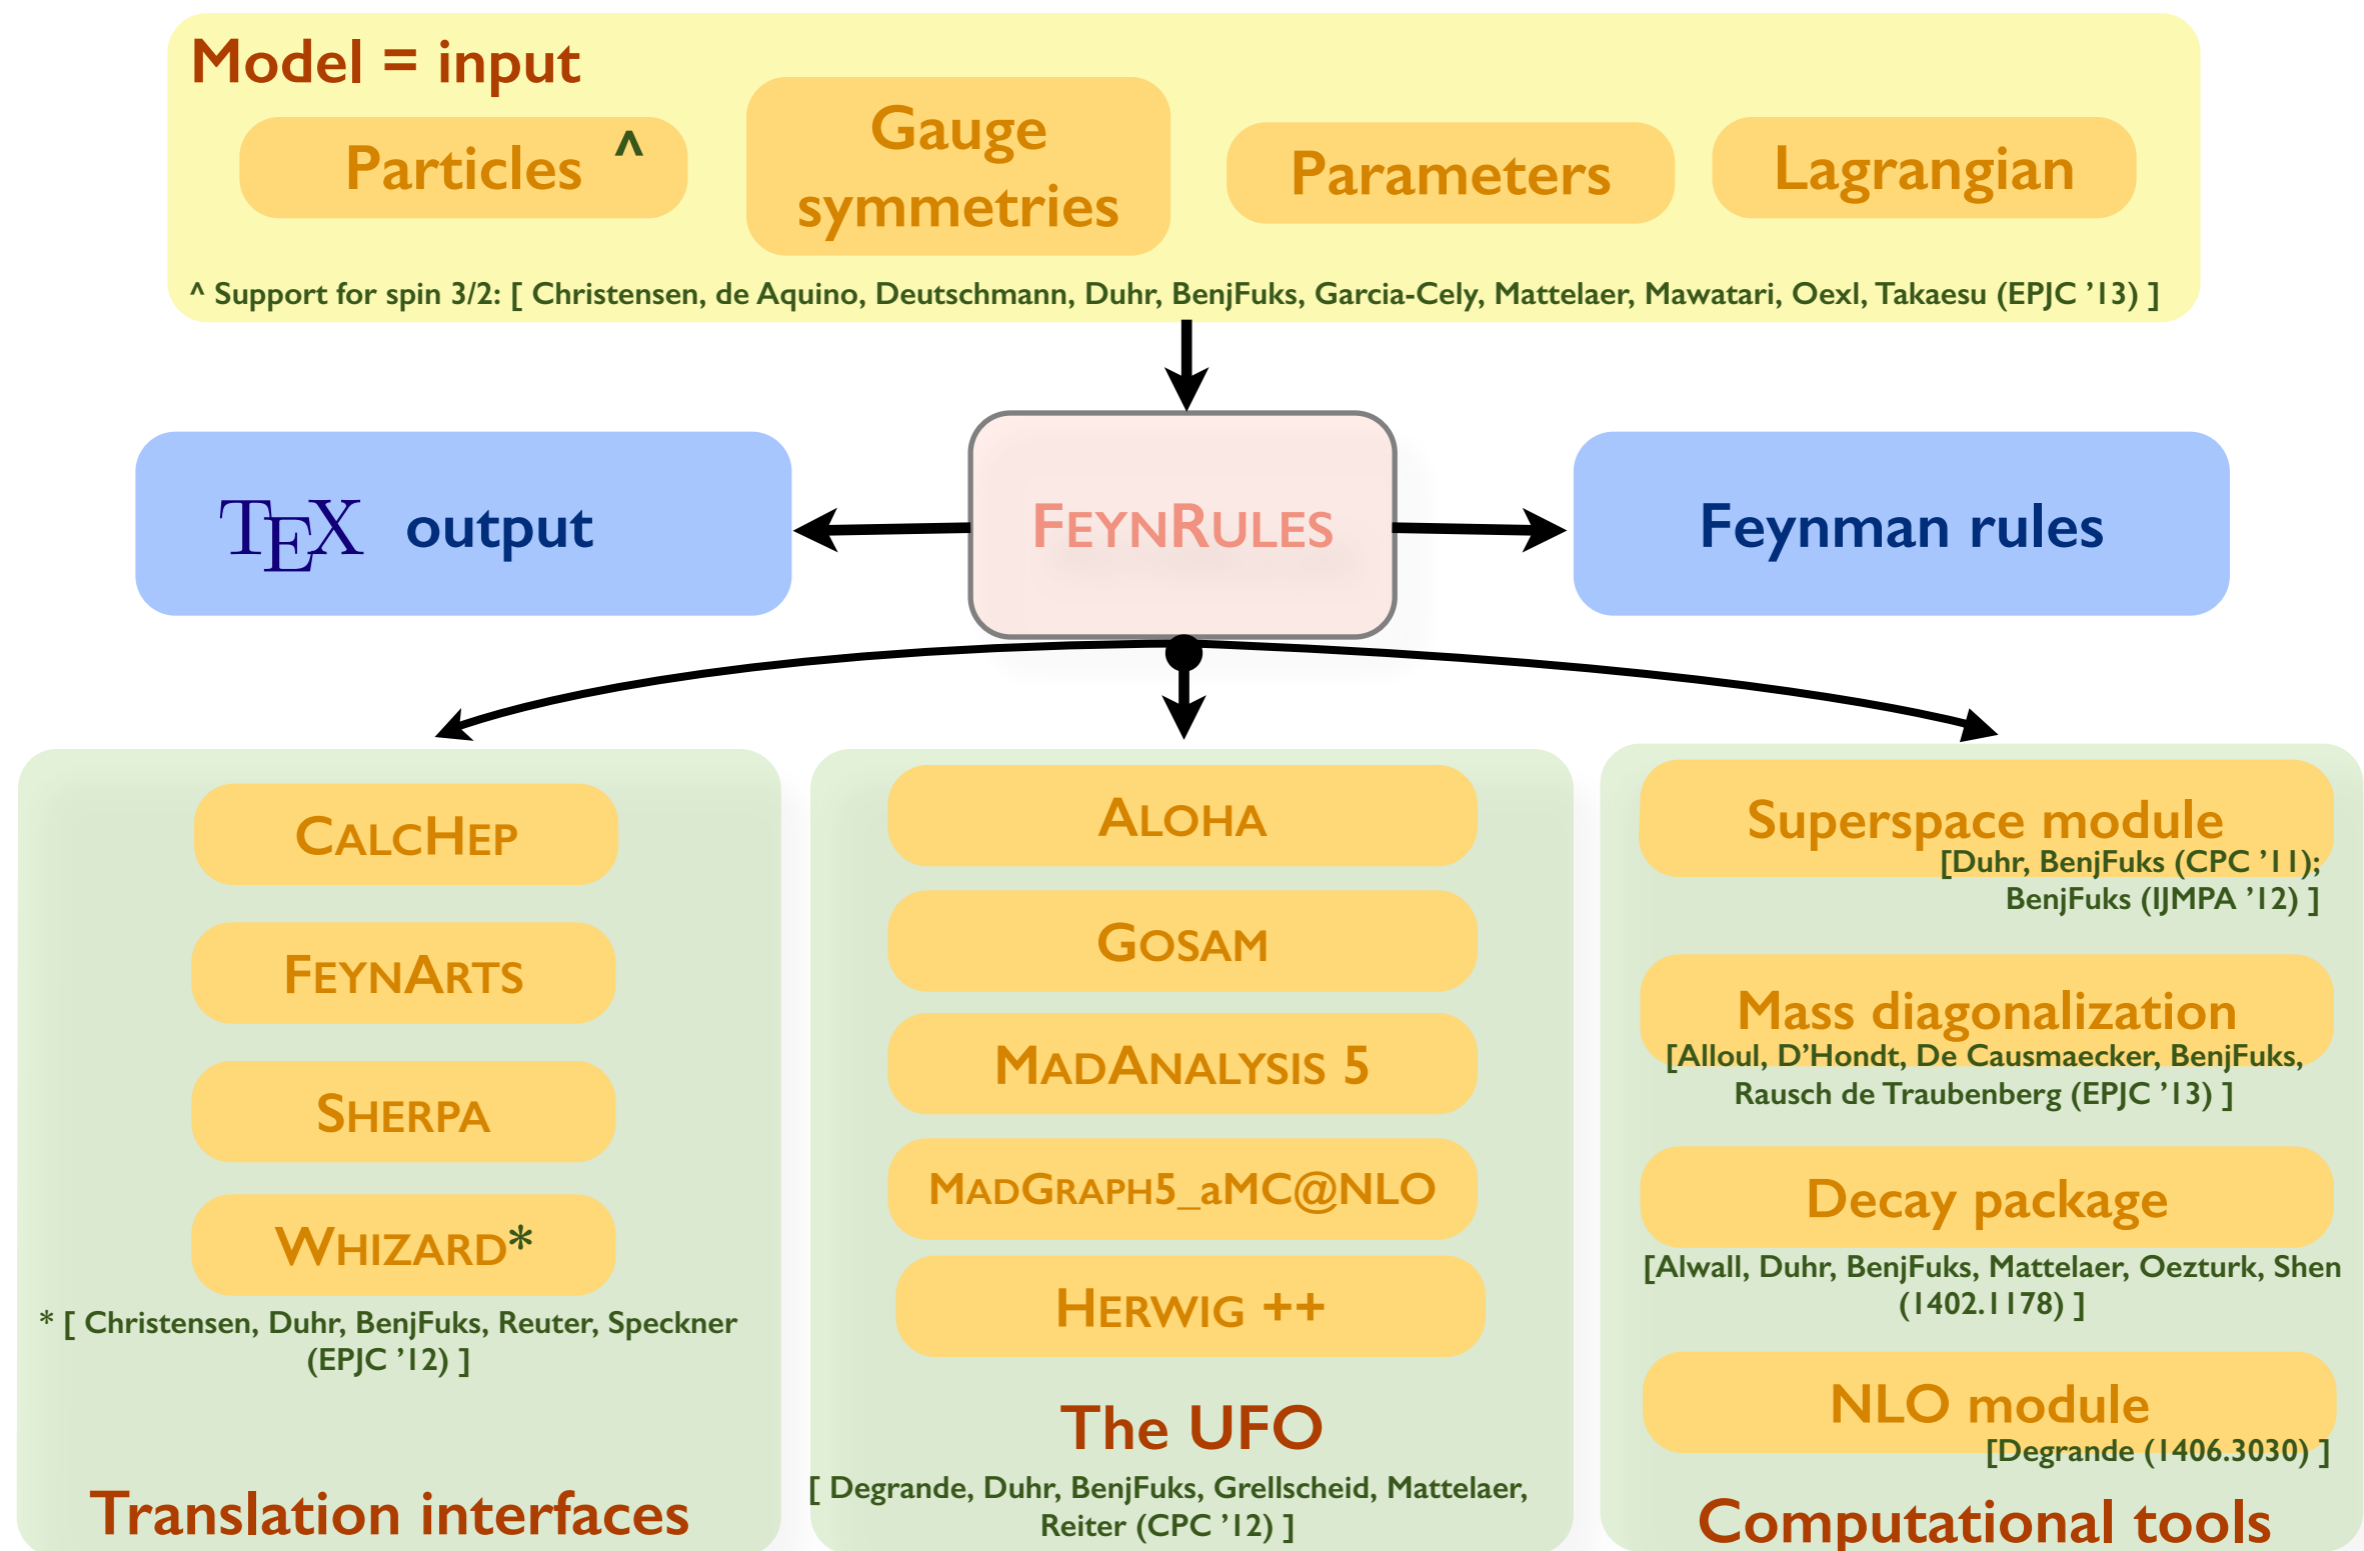 Model = input
Particles ^
Gauge
symmetries
Parameters
Lagrangian
^ Support for spin 3/2: [ Christensen, de Aquino, Deutschmann, Duhr, BenjFuks, Garcia-Cely, Mattelaer, Mawatari, Oexl, Takaesu (EPJC ’13) ]
TEX output
FEYNRULES
Feynman rules
CALCHEP
FEYNARTS
SHERPA
WHIZARD*
* [ Christensen, Duhr, BenjFuks, Reuter, Speckner
(EPJC ’12) ]
Translation interfaces
ALOHA
GOSAM
MADANALYSIS 5
MADGRAPH5_aMC@NLO
HERWIG ++
The UFO
[ Degrande, Duhr, BenjFuks, Grellscheid, Mattelaer,
Reiter (CPC ’12) ]
Superspace module
[Duhr, BenjFuks (CPC ’11);
BenjFuks (IJMPA ’12) ]
Mass diagonalization
[Alloul, D’Hondt, De Causmaecker, BenjFuks,
Rausch de Traubenberg (EPJC ’13) ]
Decay package
[Alwall, Duhr, BenjFuks, Mattelaer, Oezturk, Shen
(1402.1178) ]
NLO module
[Degrande (1406.3030) ]
Computational tools